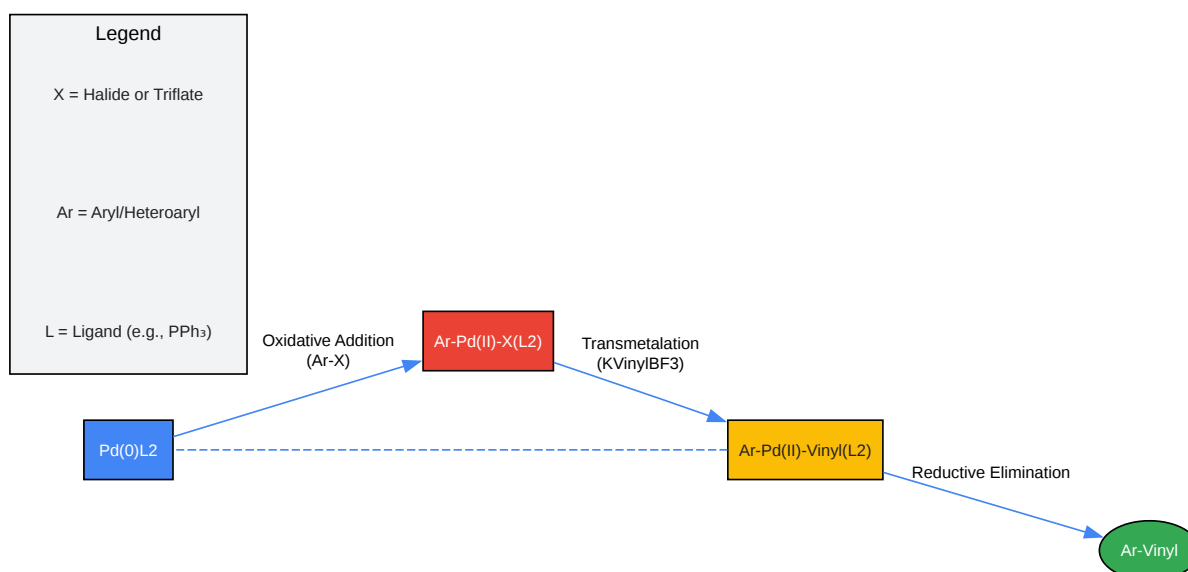 Legend
X = Halide or Triflate
Ar = Aryl/Heteroaryl
L = Ligand (e.g., PPh₃)
Oxidative Addition
(Ar-X)
Ar-Pd(II)-X(L2)
Transmetalation
(KVinylBF3)
Pd(0)L2
Ar-Pd(II)-Vinyl(L2)
Reductive Elimination
Ar-Vinyl